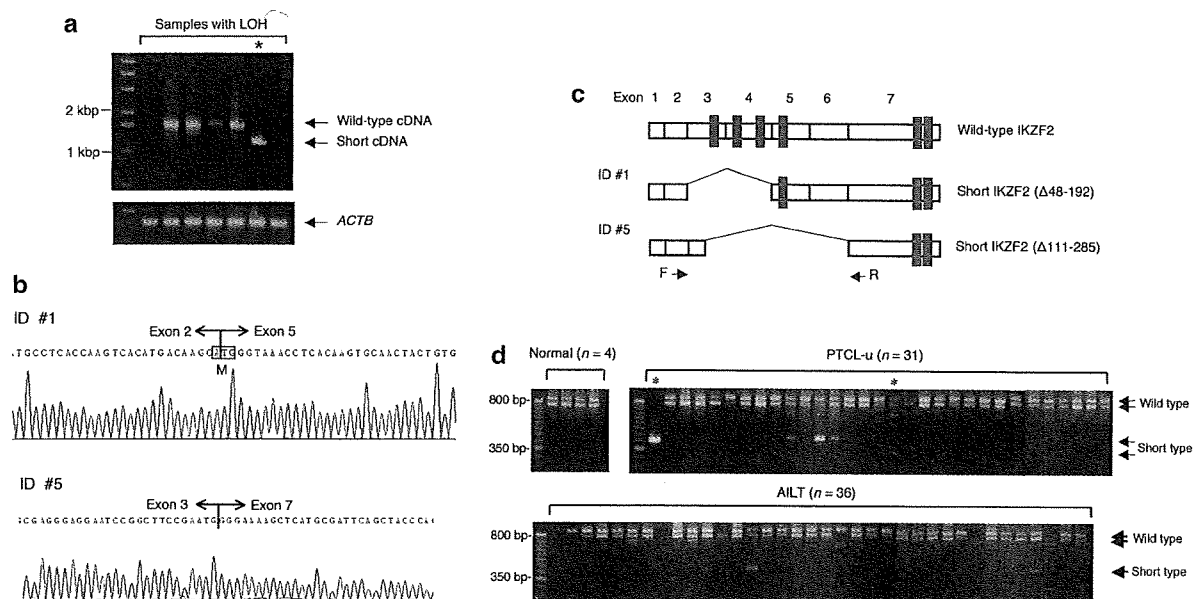 a
Samples with LOH
*
2 kbp
1 kbp
Wild-type cDNA
Short cDNA
ACTB
b
ID #1
Exon 2 Exon 5
.TGCCTCACCAAGTCACATGACAAGCATGGGTAAACCTCACAAGTGCAACTACTGTG
M
ID #5
Exon 3 Exon 7
GCGAGGGAGGAATCCGGCTTCCGAATGGGGAAAAGCTCATGCGATTCAGCTACCCA
c
Exon 1 2 3 4 5 6 7
Wild-type IKZF2
ID #1
Short IKZF2 (Δ48-192)
ID #5
Short IKZF2 (Δ111-285)
F R
d
Normal (n = 4)
PTCL-u (n = 31)
* *
800 bp-
350 bp-
Wild type
Short type
AILT (n = 36)
800 bp-
350 bp-
Wild type
Short type